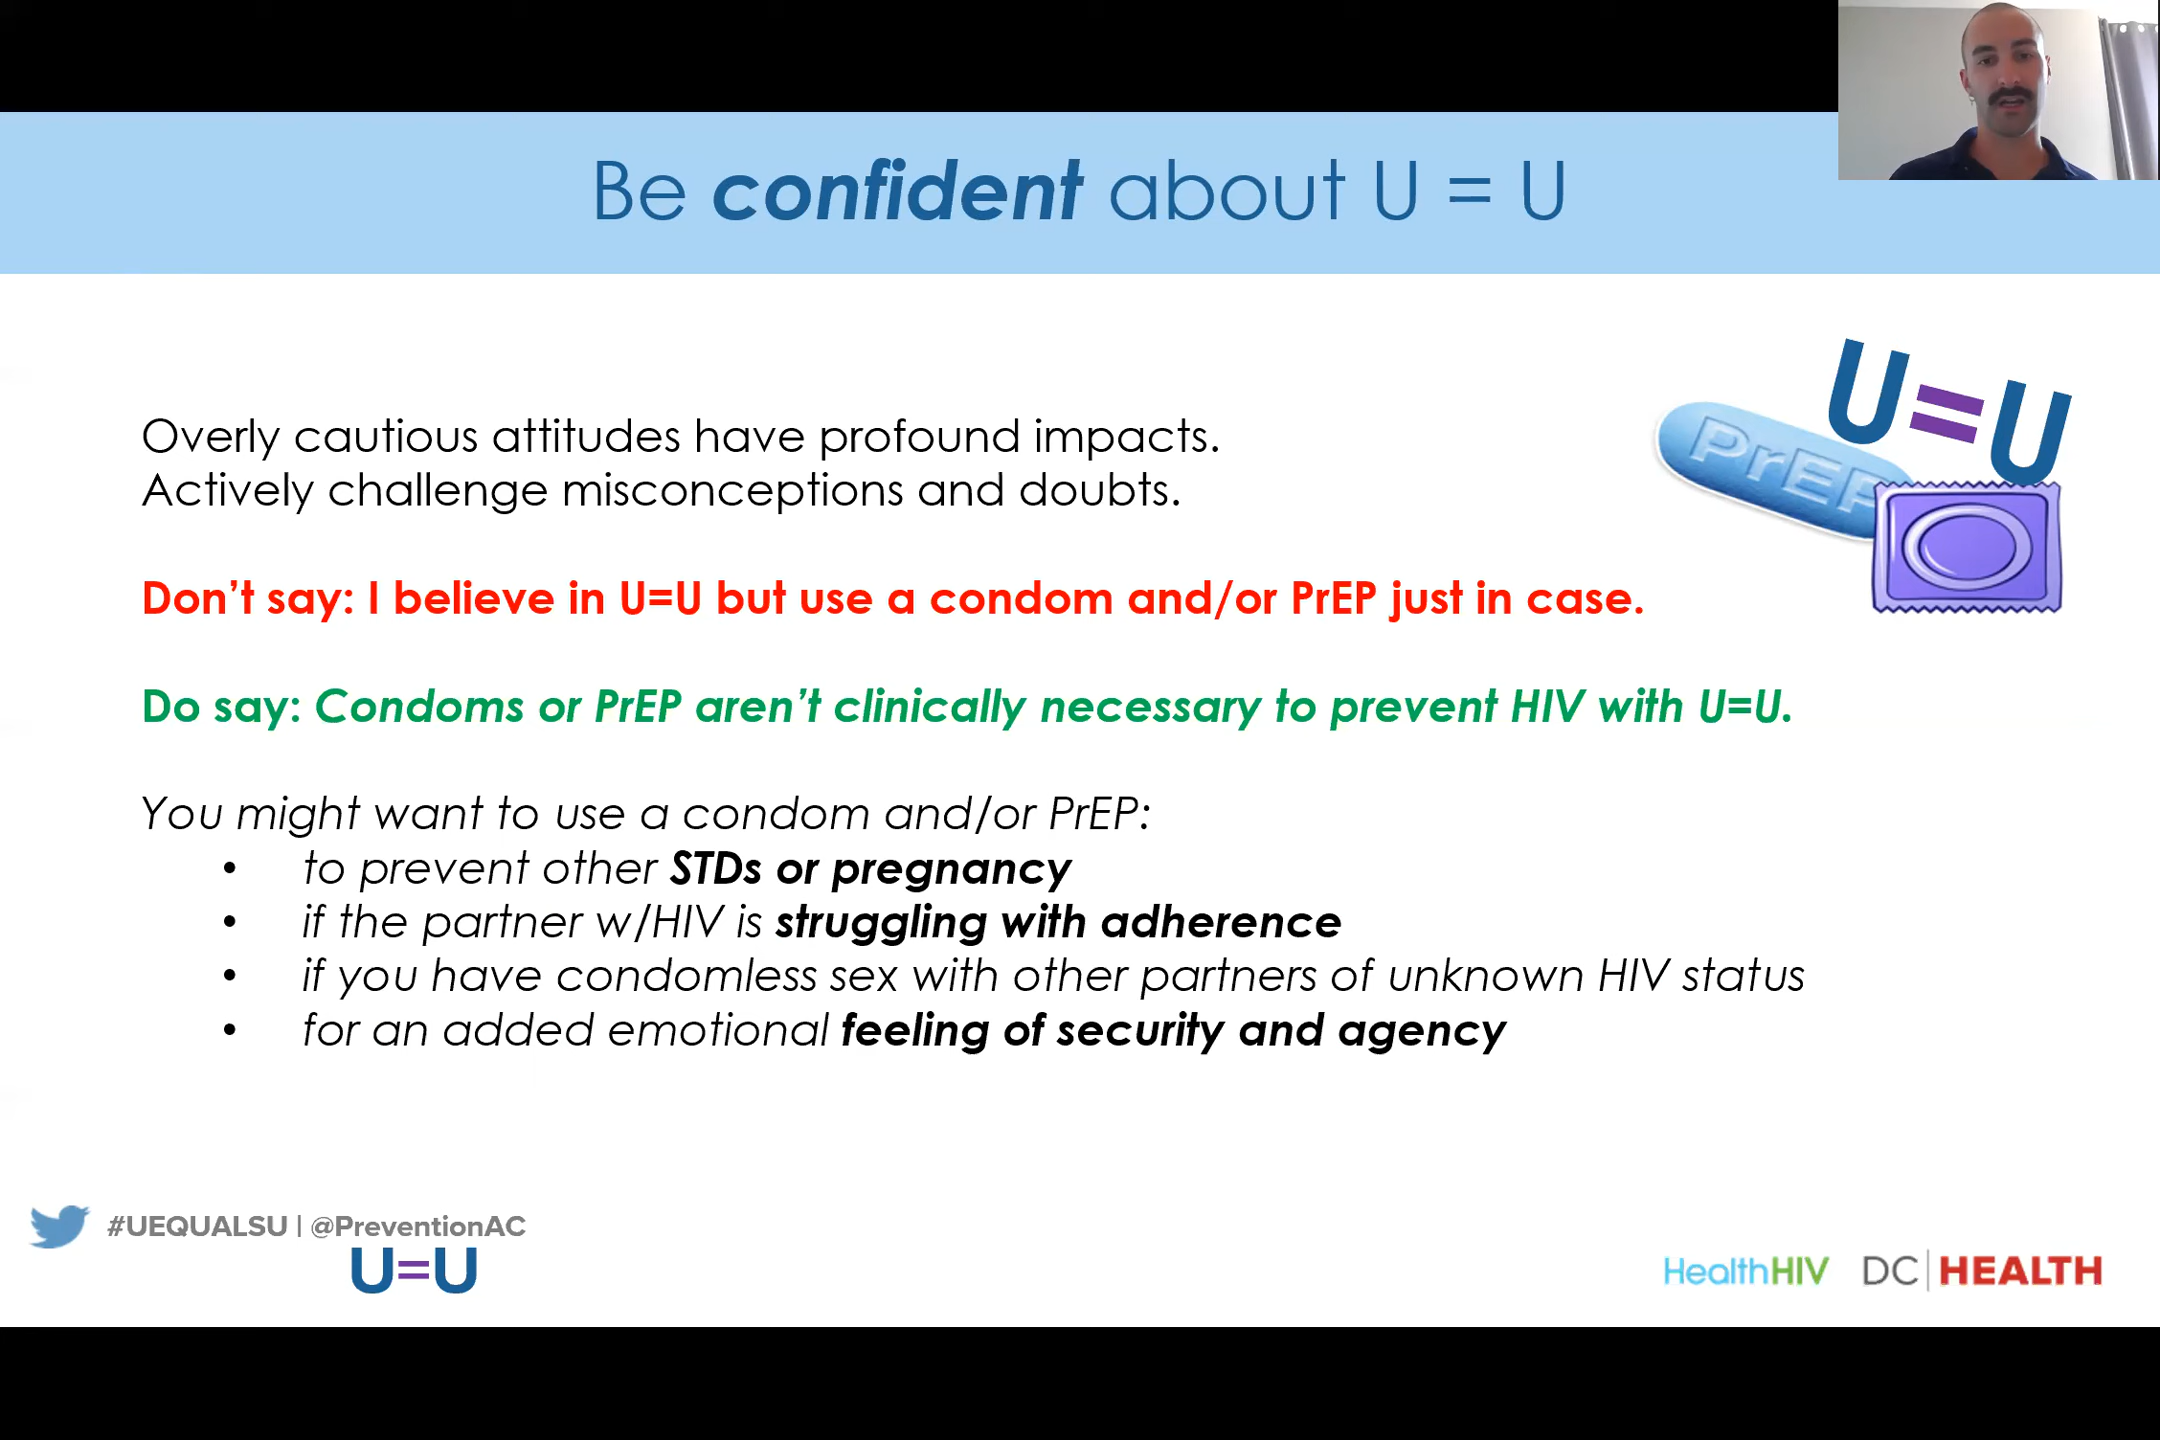 Be confident about U = U
U=U
PrEP
Overly cautious attitudes have profound impacts.
Actively challenge misconceptions and doubts.
Don’t say: I believe in U=U but use a condom and/or PrEP just in case.
Do say: Condoms or PrEP aren’t clinically necessary to prevent HIV with U=U.
You might want to use a condom and/or PrEP:
• to prevent other STDs or pregnancy
• if the partner w/HIV is struggling with adherence
• if you have condomless sex with other partners of unknown HIV status
• for an added emotional feeling of security and agency
#UEQUALSU | @PreventionAC
U=U
HealthHIV DC | HEALTH